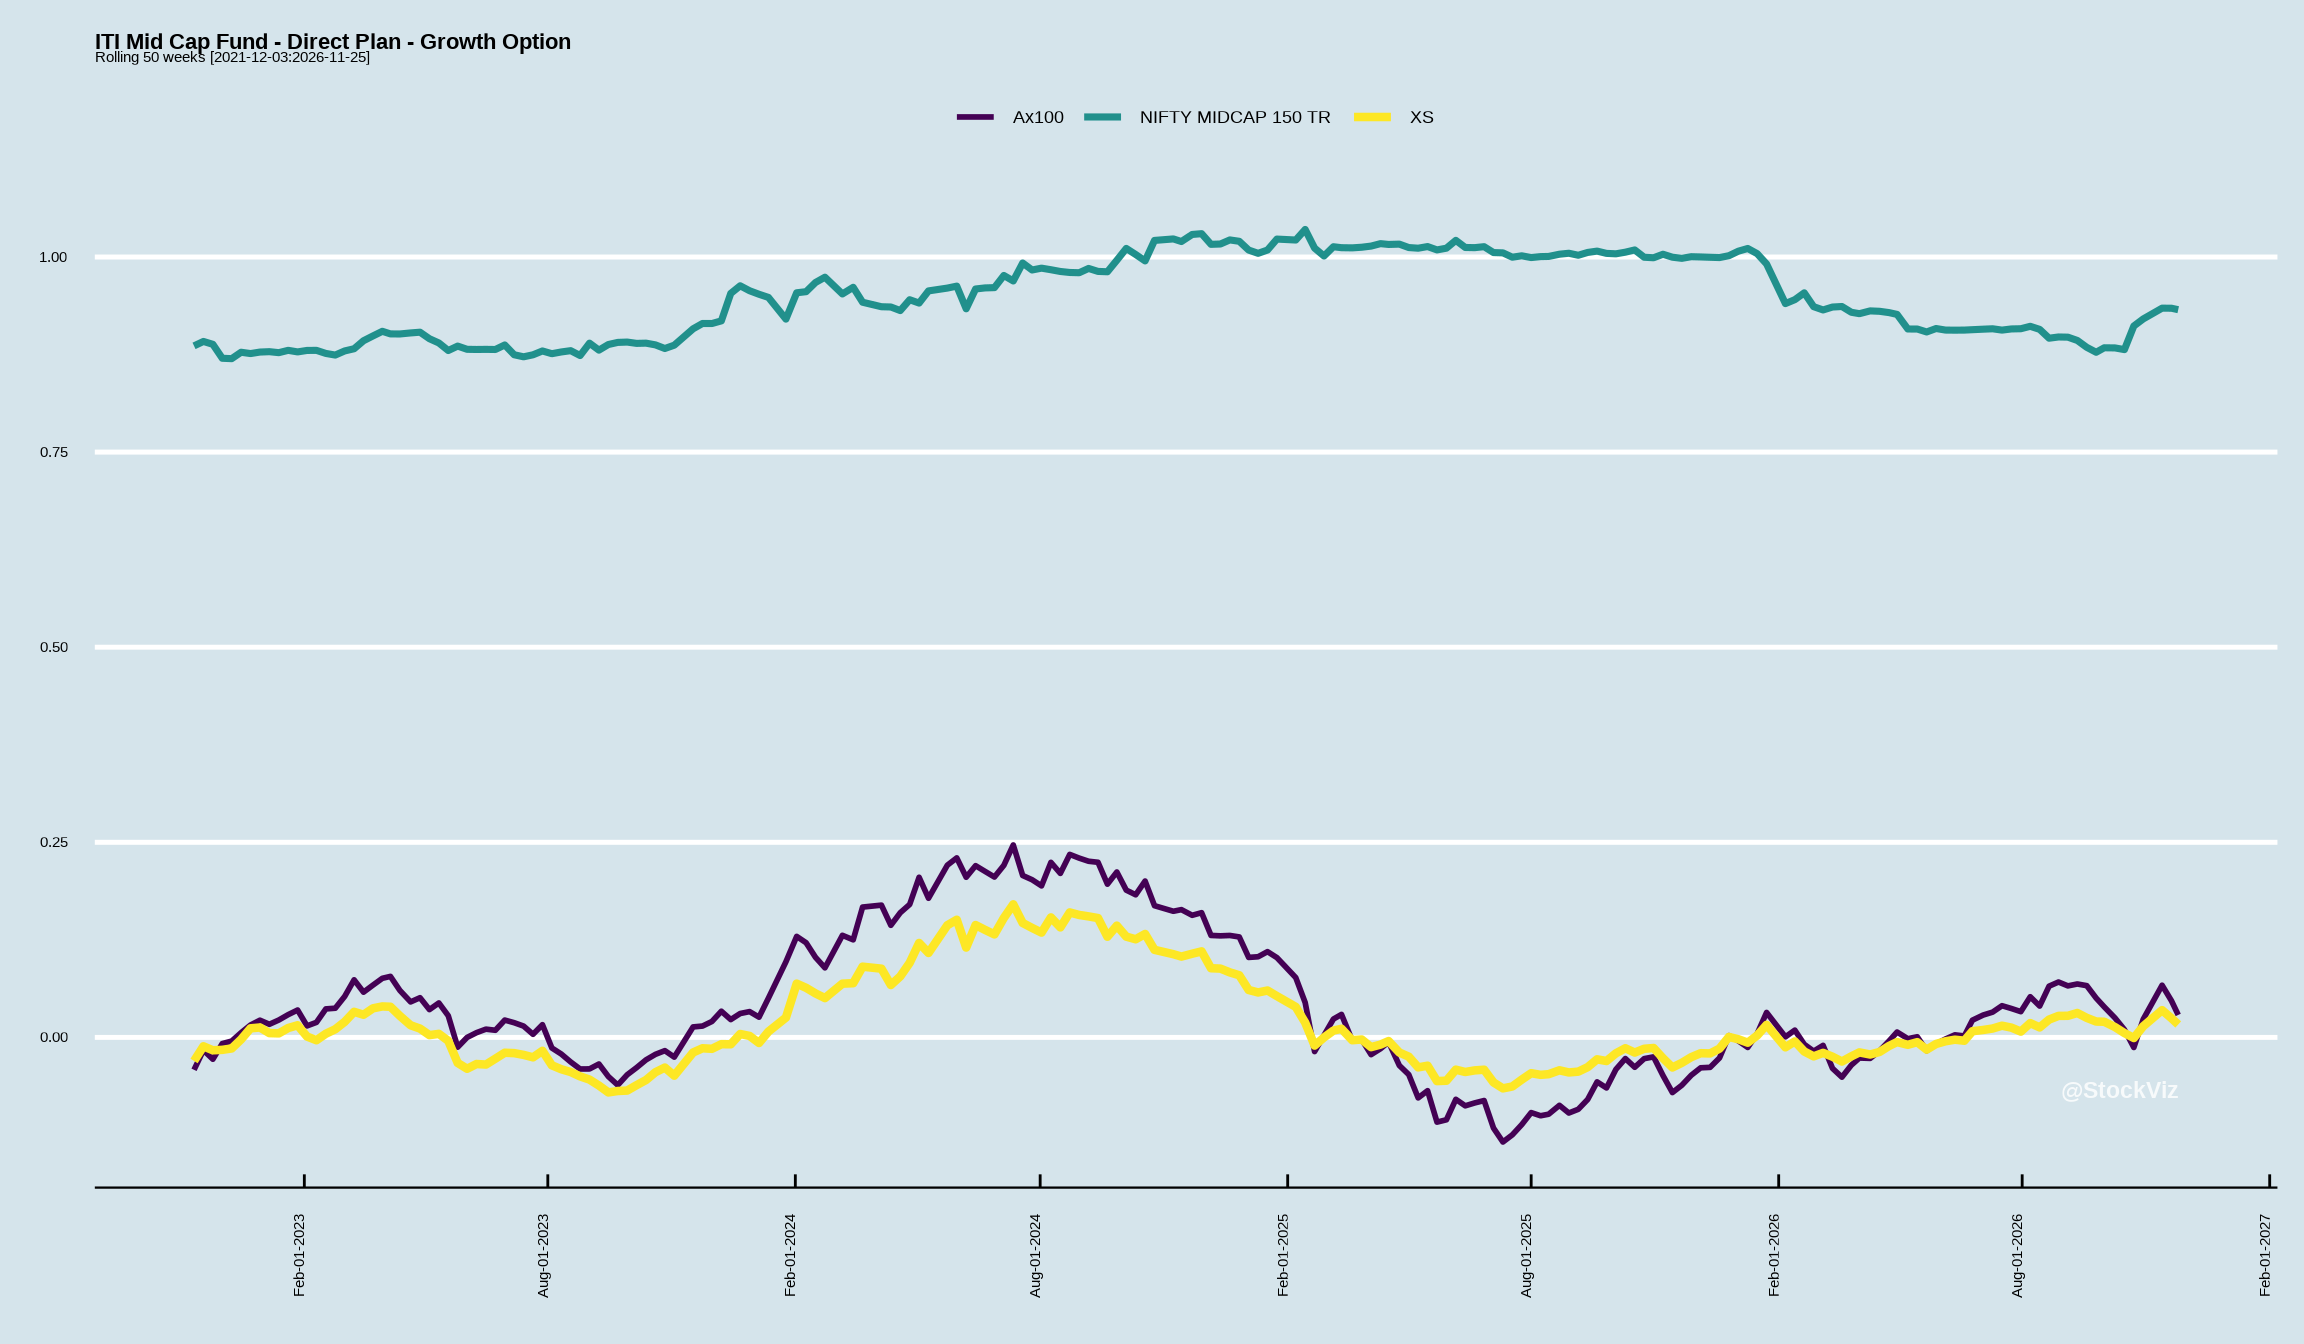 ITI Mid Cap Fund - Direct Plan - Growth Option
Rolling 50 weeks [2021-12-03:2026-11-25]
Ax100 NIFTY MIDCAP 150 TR XS
1.00
0.75
0.50
0.25
0.00
@StockViz
Feb-01-2023 Aug-01-2023 Feb-01-2024 Aug-01-2024 Feb-01-2025 Aug-01-2025 Feb-01-2026 Aug-01-2026 Feb-01-2027